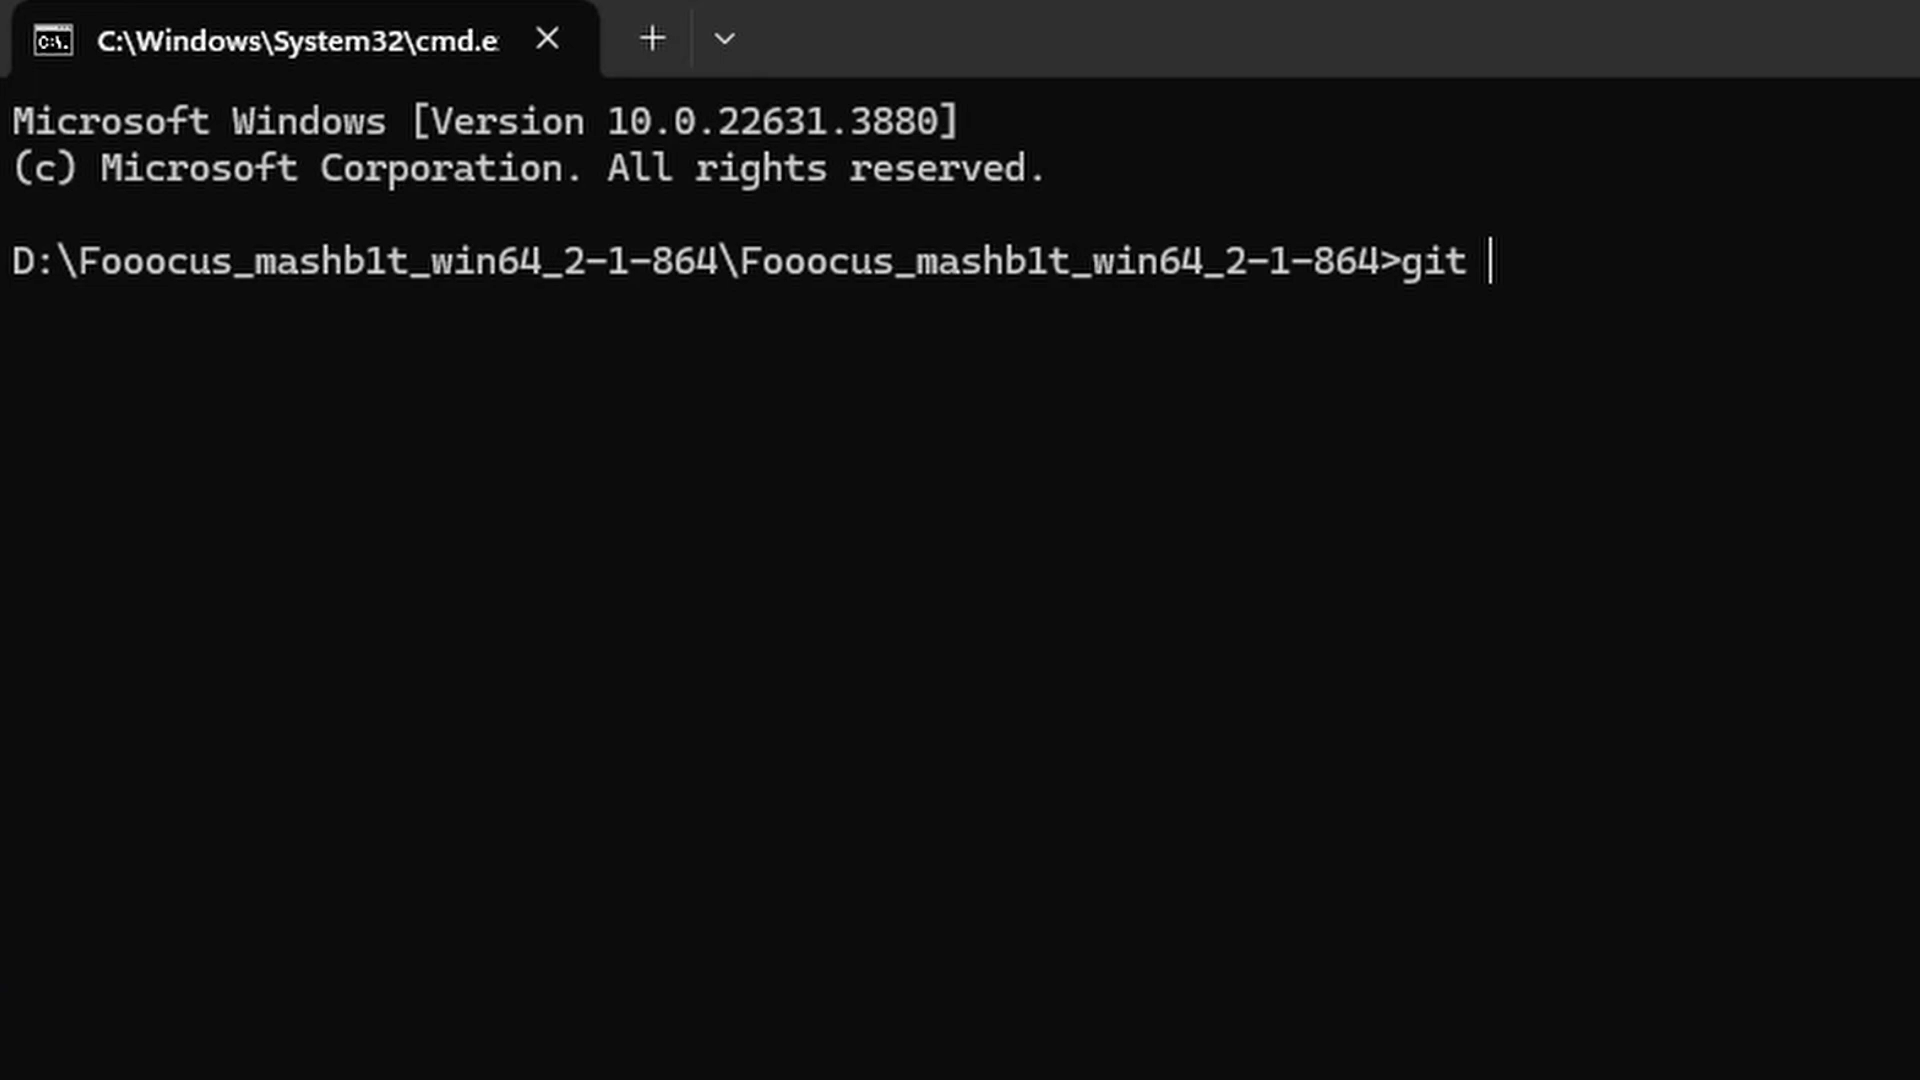 C:\Windows\System32\cmd.e
Microsoft Windows [Version 10.0.22631.3880]
(c) Microsoft Corporation. All rights reserved.
D:\Fooocus_mashb1t_win64_2-1-864\Fooocus_mashb1t_win64_2-1-864>git